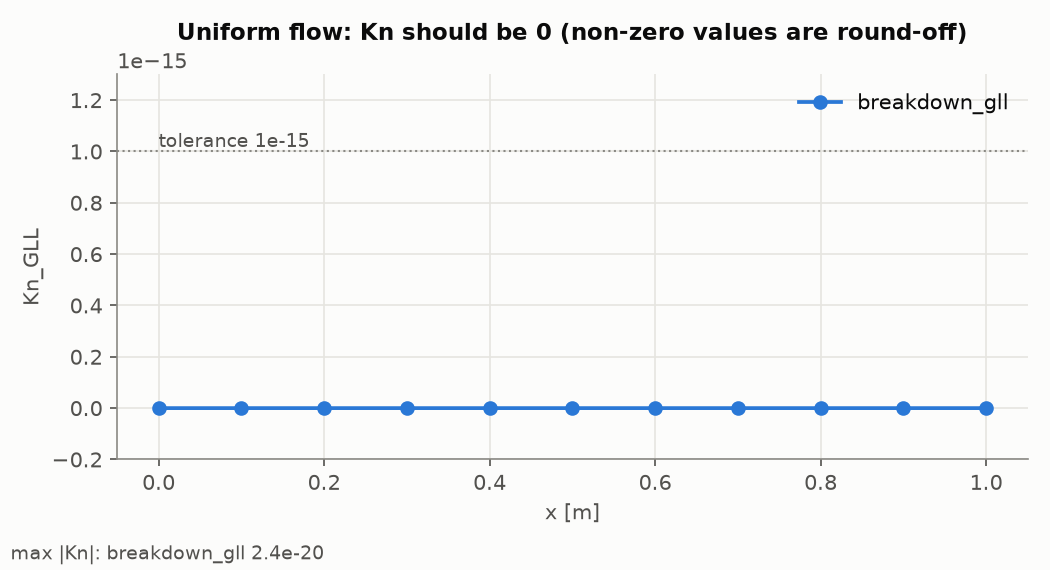 Uniform flow: Kn should be 0 (non-zero values are round-off)
1e−15
breakdown_gll
tolerance 1e-15
1.2
1.0
0.8
0.6
0.4
0.2
0.0
−0.2
Kn_GLL
0.0 0.2 0.4 0.6 0.8 1.0
x [m]
max |Kn|: breakdown_gll 2.4e-20